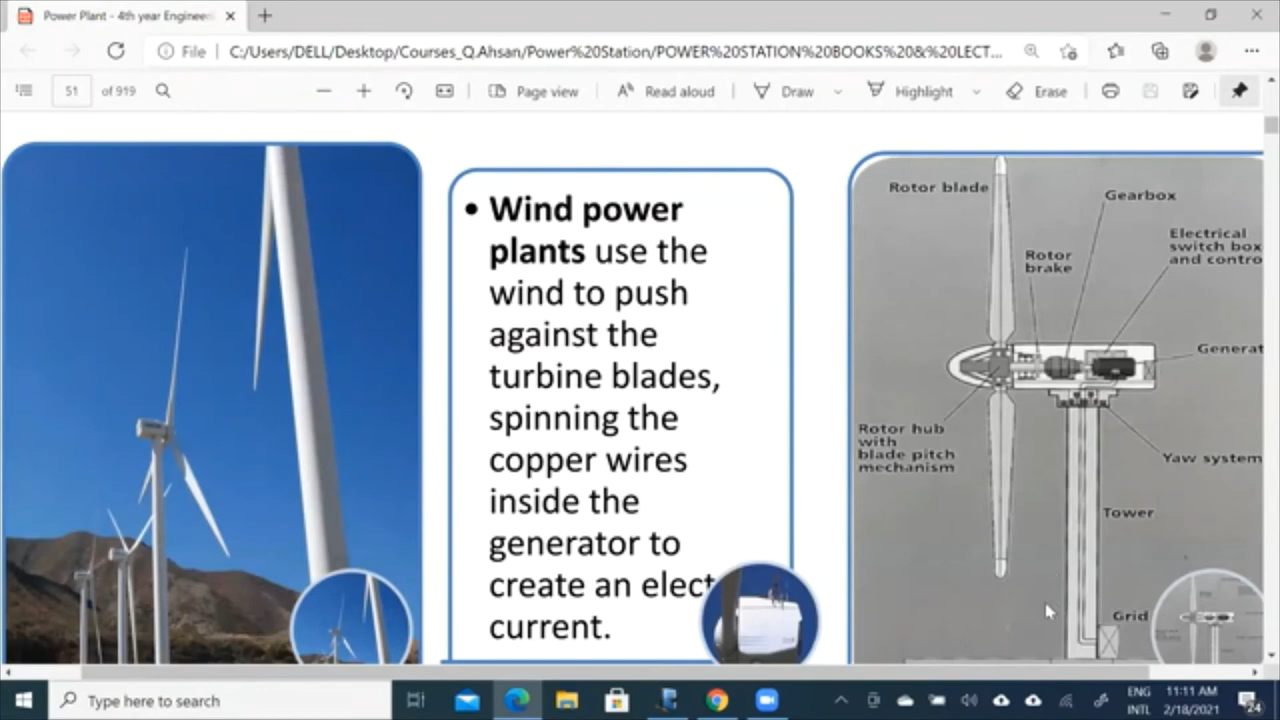 Power Plant - 4th year Engineeri
File
C:/Users/DELL/Desktop/Courses_Q.Ahsan/Power%20Station/POWER%20STATION%20BOOKS%20&%20LECT...
51 of 919
Page view
Read aloud
Draw
Highlight
Erase
• Wind power
plants use the
wind to push
against the
turbine blades,
spinning the
copper wires
inside the
generator to
create an elect
current.
Rotor blade
Gearbox
Electrical
switch box
and contro
Rotor
brake
Generat
Rotor hub
with
blade pitch
mechanism
Yaw system
Tower
Grid
Type here to search
ENG
INTL
11:11 AM
2/18/2021
24